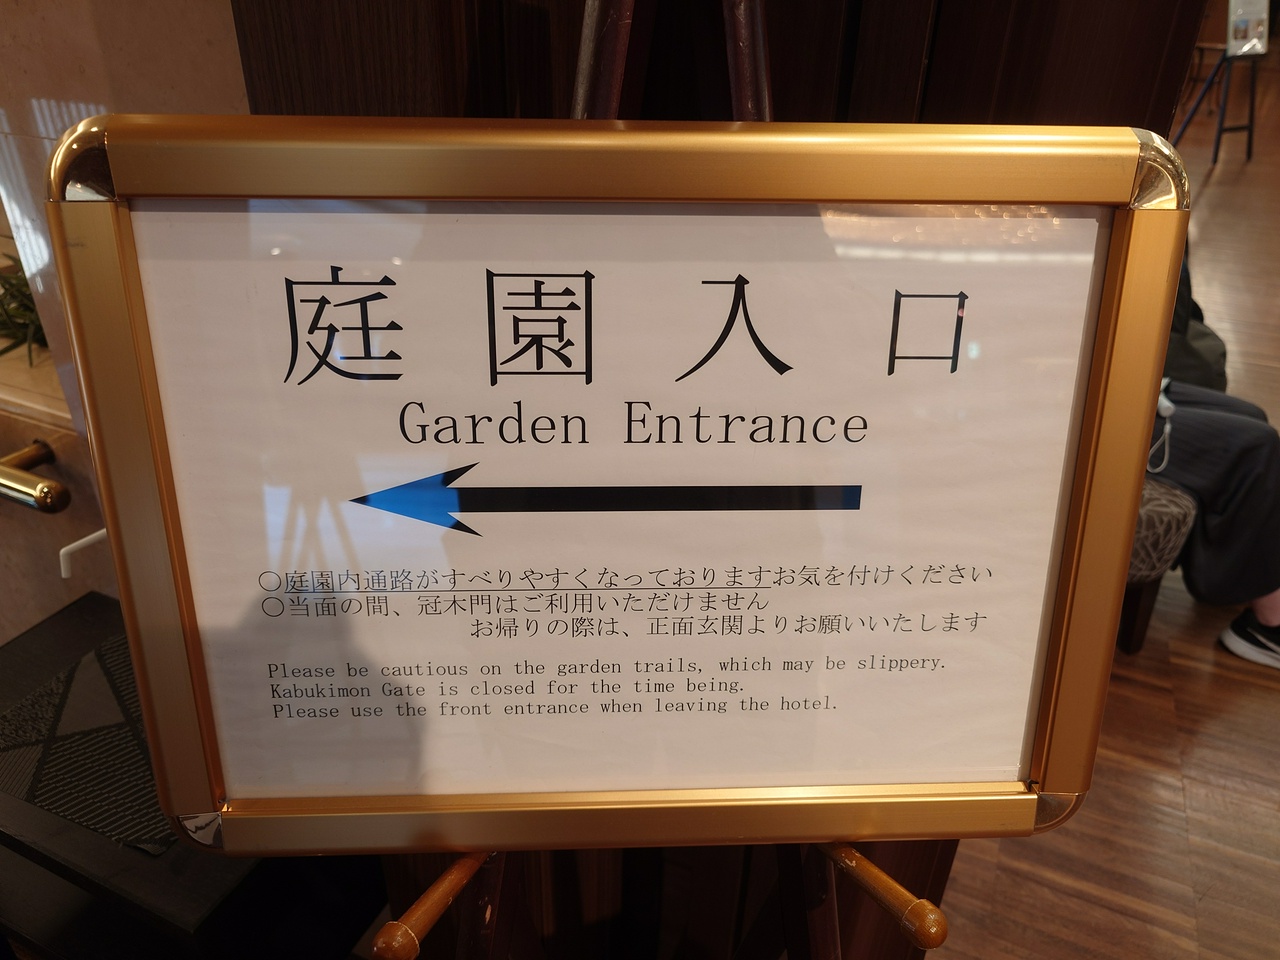 庭園入口
Garden Entrance
○庭園内通路がすべりやすくなっておりますお気を付けください
○当面の間、冠木門はご利用いただけません
お帰りの際は、正面玄関よりお願いいたします
Please be cautious on the garden trails, which may be slippery.
Kabukimon Gate is closed for the time being.
Please use the front entrance when leaving the hotel.